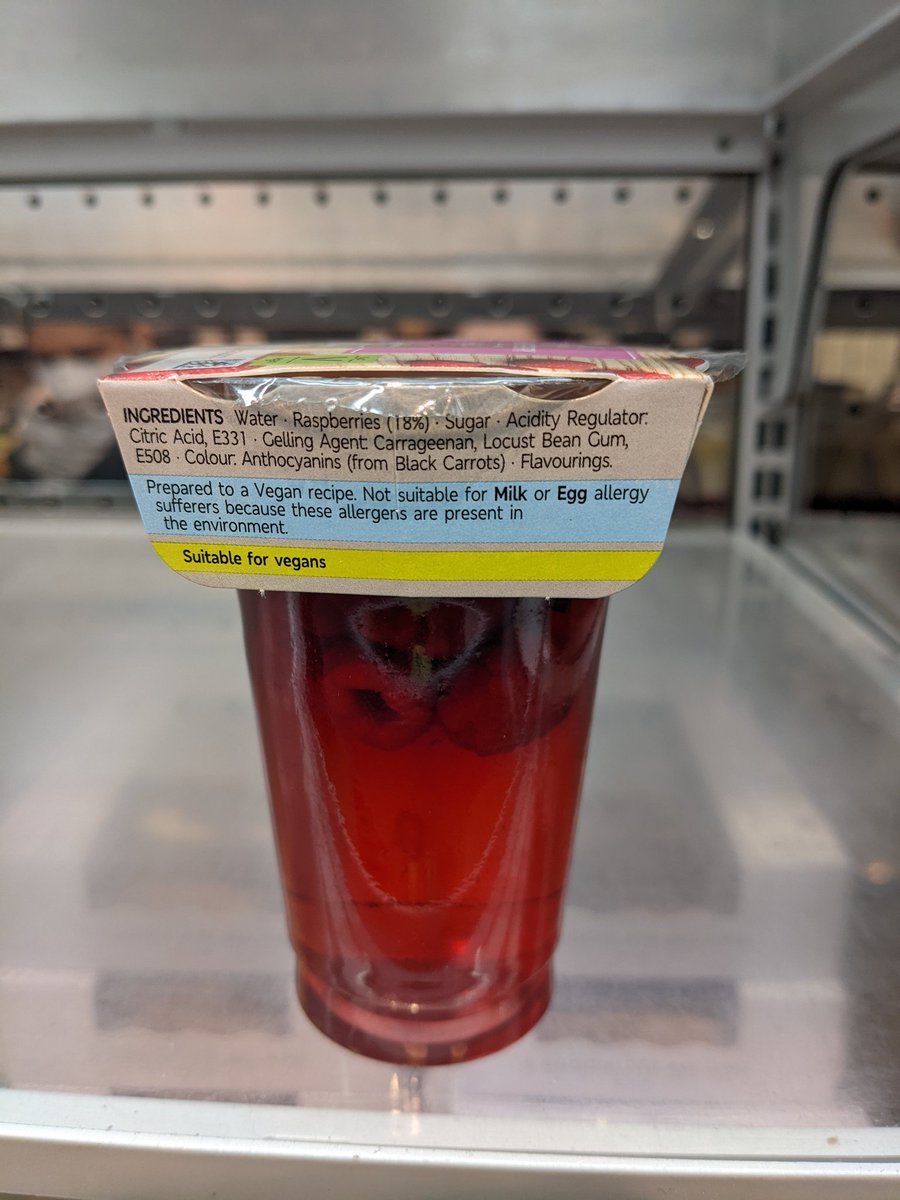 INGREDIENTS Water · Raspberries (18%) · Sugar · Acidity Regulator:
Citric Acid, E331 · Gelling Agent: Carrageenan, Locust Bean Gum,
E508 · Colour: Anthocyanins (from Black Carrots) · Flavourings.
Prepared to a Vegan recipe. Not suitable for Milk or Egg allergy
sufferers because these allergens are present in
the environment.
Suitable for vegans